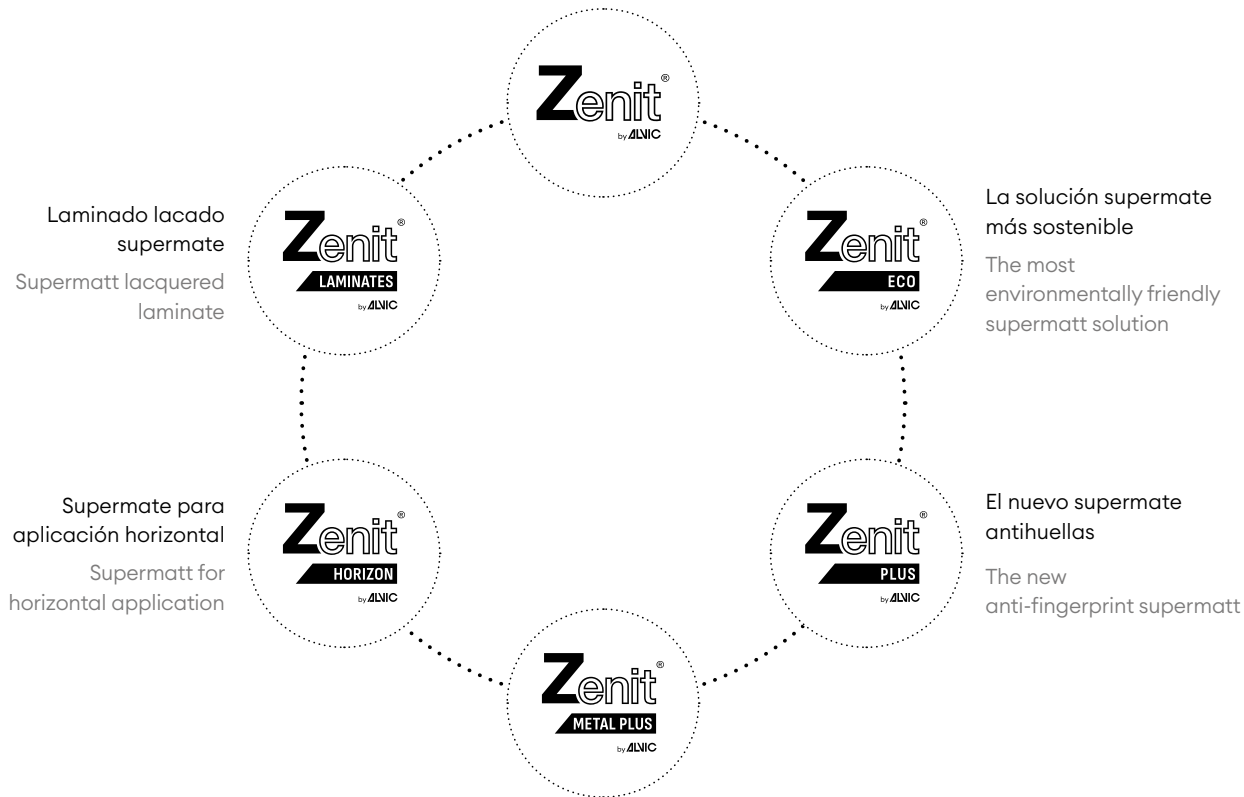 Zenit®
by ALVIC
Laminado lacado
supermate
Supermatt lacquered
laminate
Zenit®
LAMINATES
by ALVIC
Zenit®
ECO
by ALVIC
La solución supermate
más sostenible
The most
environmentally friendly
supermatt solution
Supermate para
aplicación horizontal
Supermatt for
horizontal application
Zenit®
HORIZON
by ALVIC
Zenit®
PLUS
by ALVIC
El nuevo supermate
antihuellas
The new
anti-fingerprint supermatt
Zenit®
METAL PLUS
by ALVIC